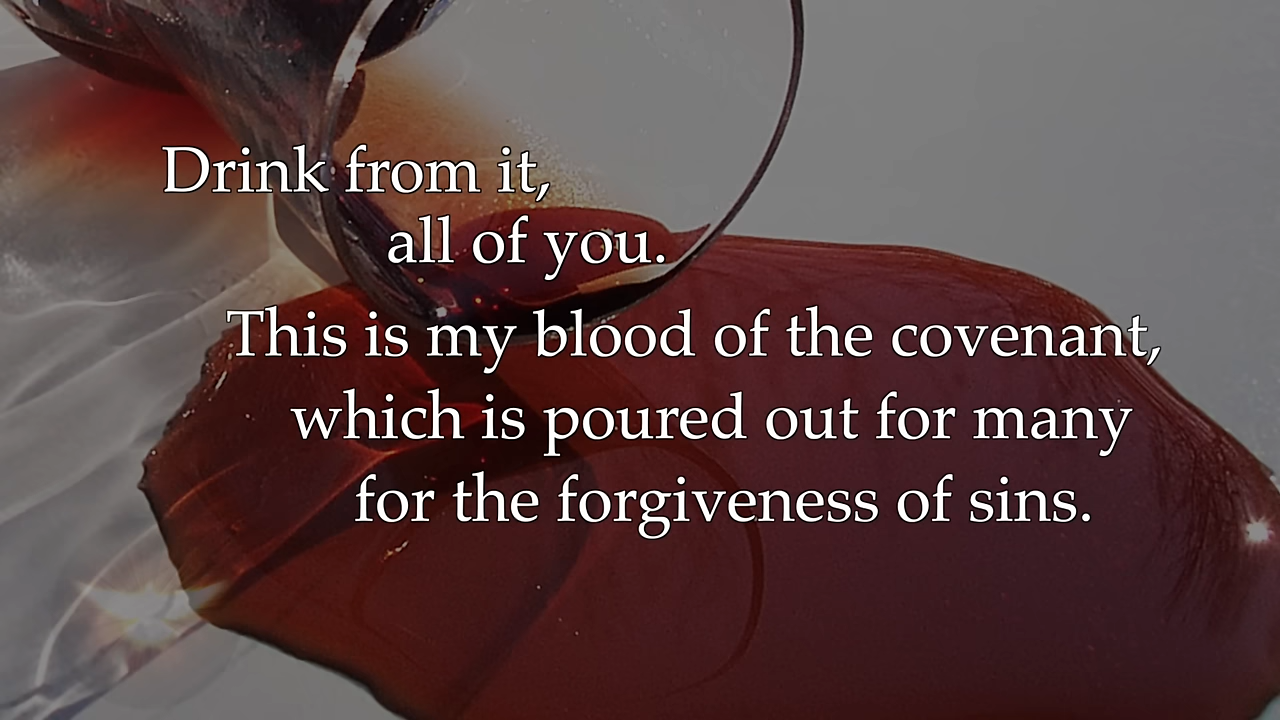 Drink from it,
all of you.
This is my blood of the covenant,
which is poured out for many
for the forgiveness of sins.